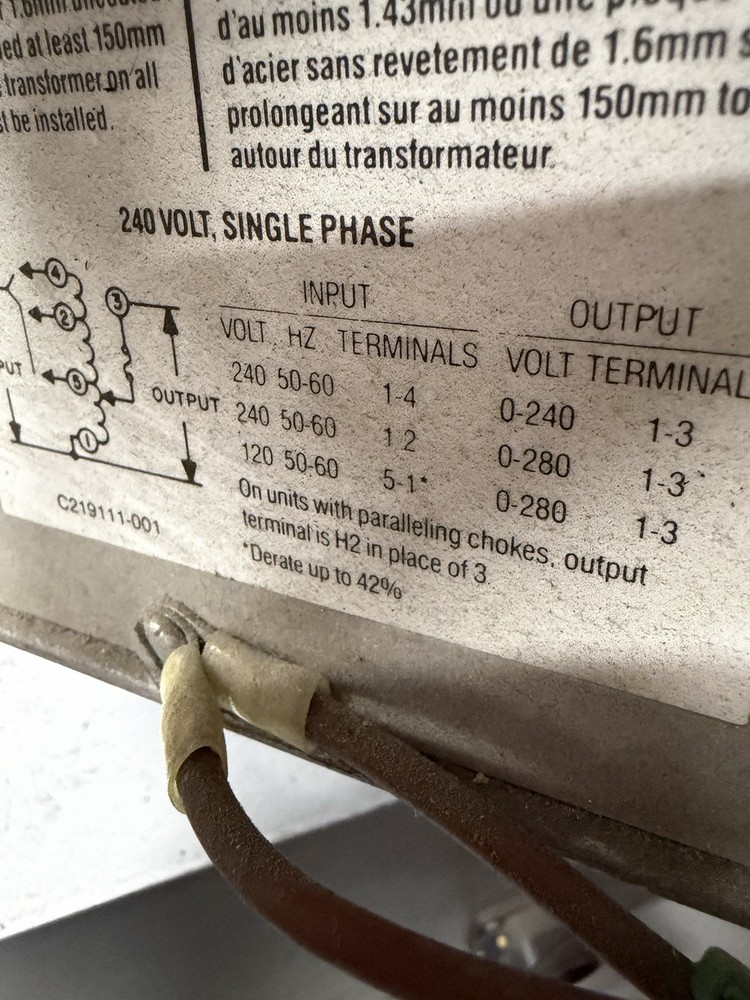 ed at least 150mm
transformer on all
st be installed.
d'au moins 1.43mm ou une
d'acier sans revetement de 1.6mm
prolongeant sur au moins 150mm
autour du transformateur.
240 VOLT, SINGLE PHASE
4
2
5
1
3
PUT
OUTPUT
C219111-001
INPUT OUTPUT
VOLT HZ TERMINALS VOLT TERMINAL
240 50-60 1-4 0-240 1-3
240 50-60 1 2 0-280 1-3
120 50-60 5-1* 0-280 1-3
On units with paralleling chokes, output
terminal is H2 in place of 3
*Derate up to 42%